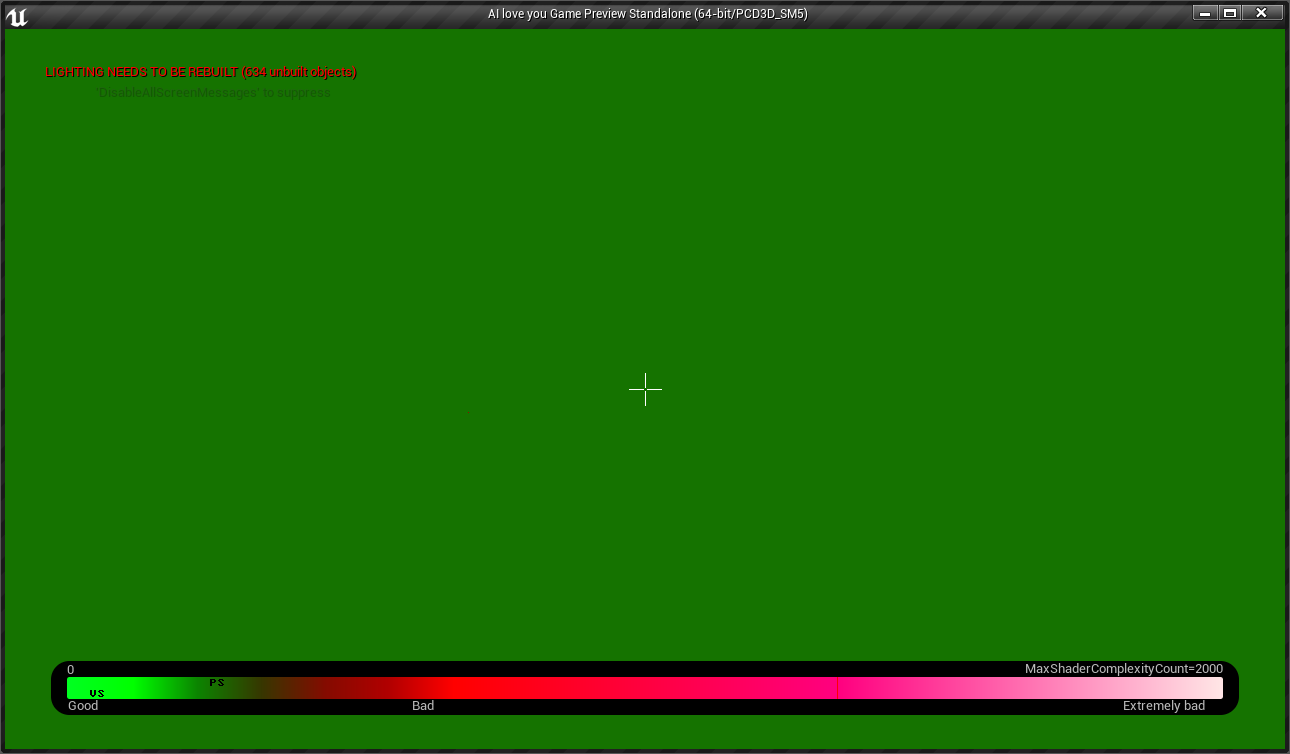 AI love you Game Preview Standalone (64-bit/PCD3D_SM5)
LIGHTING NEEDS TO BE REBUILT (634 unbuilt objects)
'DisableAllScreenMessages' to suppress
0 MaxShaderComplexityCount=2000
PS
VS
Good Bad Extremely bad